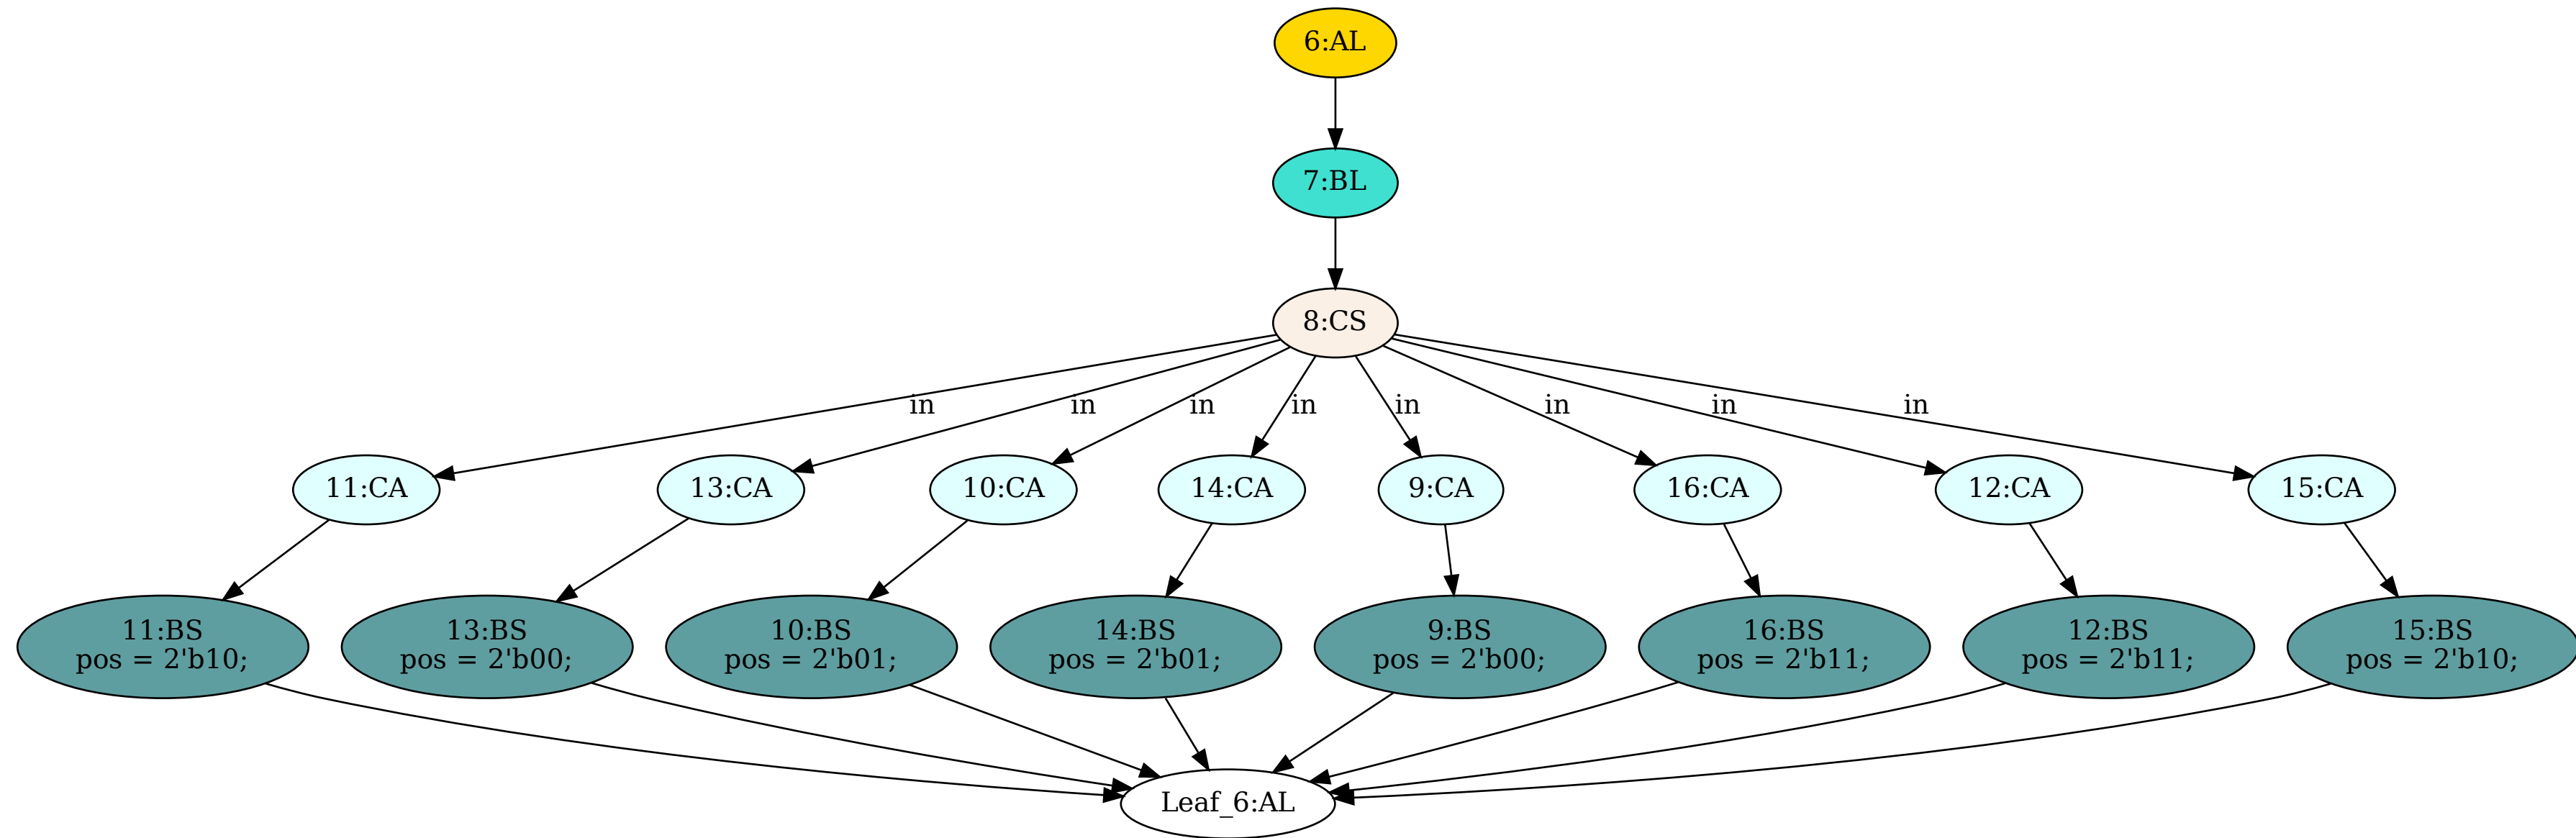 6:AL
7:BL
8:CS
in
in
in
in
in
in
in
in
11:CA
13:CA
10:CA
14:CA
9:CA
16:CA
12:CA
15:CA
11:BS
pos = 2'b10;
13:BS
pos = 2'b00;
10:BS
pos = 2'b01;
14:BS
pos = 2'b01;
9:BS
pos = 2'b00;
16:BS
pos = 2'b11;
12:BS
pos = 2'b11;
15:BS
pos = 2'b10;
Leaf_6:AL